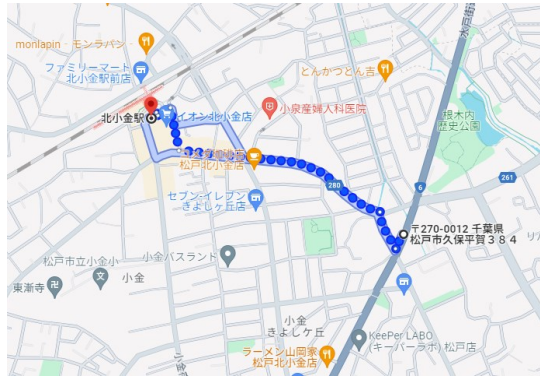 monlapin - モンラパン・
ファミリーマート
北小金駅前店
とんかつとん吉
水戸街道
北小金駅
イオン北小金店
小泉産婦人科医院
根木内
歴史公園
松戸北小金店
セブン-イレブン
きよしケ丘店
280
6
261
〒270-0012 千葉県
松戸市久保平賀３８４
松戸市立小金小
小金バスランド
小金
東漸寺
小金
きよしケ丘
KeePer LABO
(キーパーラボ) 松戸店
ラーメン山岡家
松戸北小金店